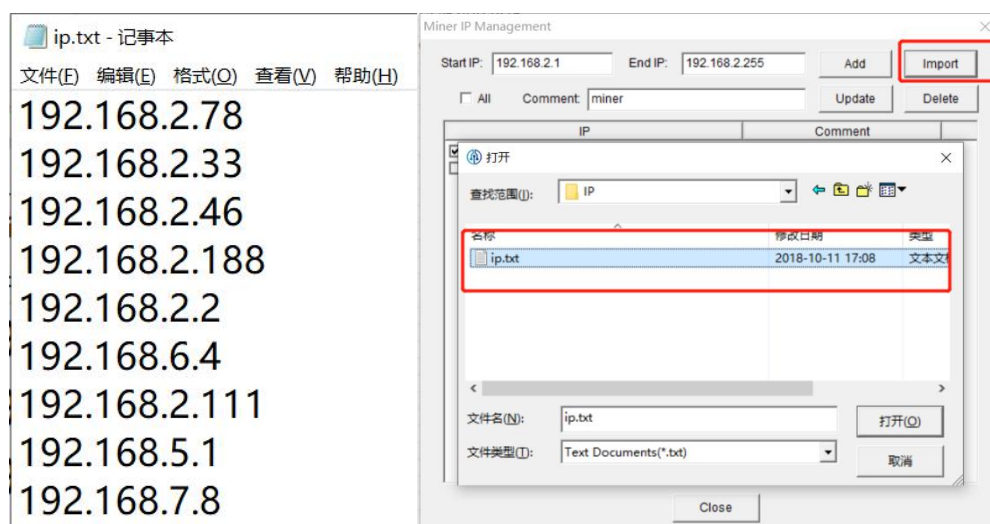 ip.txt - 记事本
文件(F) 编辑(E) 格式(O) 查看(V) 帮助(H)
192.168.2.78
192.168.2.33
192.168.2.46
192.168.2.188
192.168.2.2
192.168.6.4
192.168.2.111
192.168.5.1
192.168.7.8
Miner IP Management
Start IP: 192.168.2.1 End IP: 192.168.2.255 Add Import
All Comment: miner Update Delete
IP Comment
打开
查找范围(I): IP
名称 修改日期 类型
ip.txt 2018-10-11 17:08 文本文档
文件名(N): ip.txt 打开(O)
文件类型(T): Text Documents(*.txt) 取消
Close